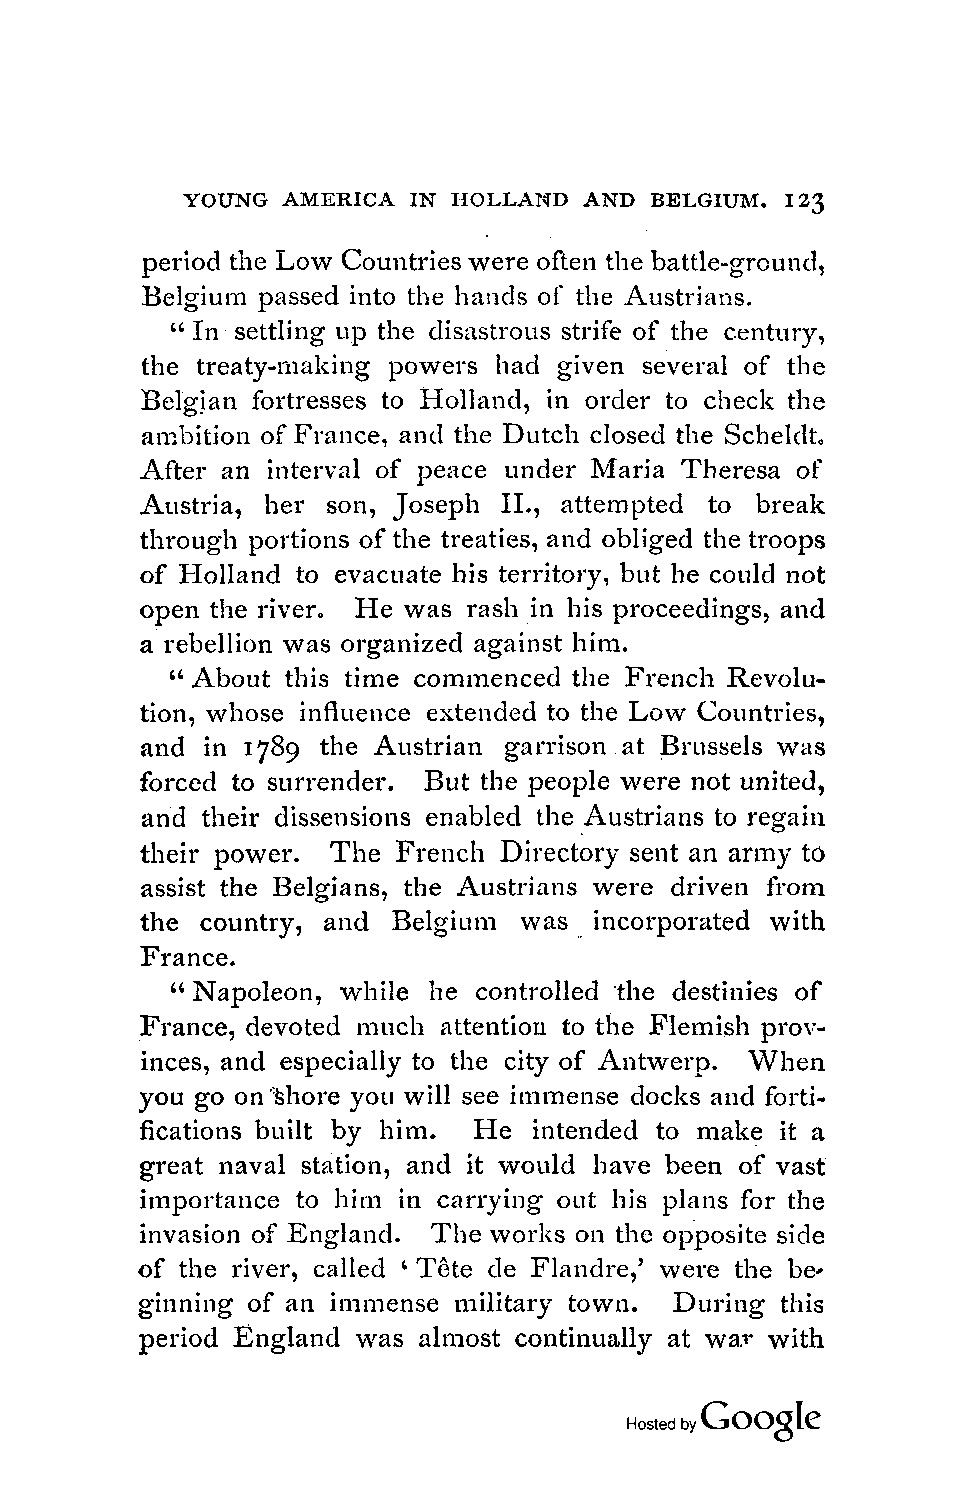 YOUNG AMERICA IN HOLLAND AND BELGIUM. 123
period the Low Countries were often the battle-ground,
Belgium passed into the hands of the Austrians.
“In settling up the disastrous strife of the century,
the treaty-making powers had given several of the
Belgian fortresses to Holland, in order to check the
ambition of France, and the Dutch closed the Scheldt.
After an interval of peace under Maria Theresa of
Austria, her son, Joseph II., attempted to break
through portions of the treaties, and obliged the troops
of Holland to evacuate his territory, but he could not
open the river. He was rash in his proceedings, and
a rebellion was organized against him.
“About this time commenced the French Revolu-
tion, whose influence extended to the Low Countries,
and in 1789 the Austrian garrison at Brussels was
forced to surrender. But the people were not united,
and their dissensions enabled the Austrians to regain
their power. The French Directory sent an army to
assist the Belgians, the Austrians were driven from
the country, and Belgium was incorporated with
France.
“Napoleon, while he controlled the destinies of
France, devoted much attention to the Flemish prov-
inces, and especially to the city of Antwerp. When
you go on shore you will see immense docks and forti-
fications built by him. He intended to make it a
great naval station, and it would have been of vast
importance to him in carrying out his plans for the
invasion of England. The works on the opposite side
of the river, called ‘Tête de Flandre,’ were the be-
ginning of an immense military town. During this
period England was almost continually at war with
Hosted by Google